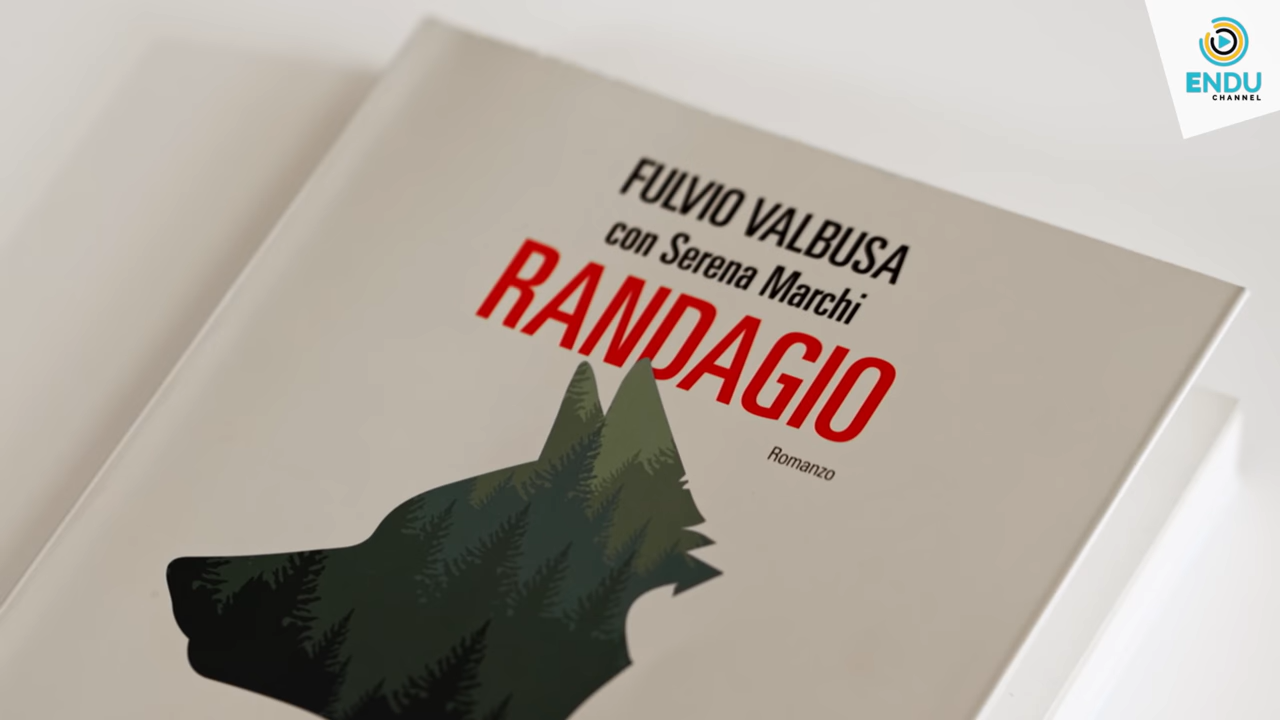 FULVIO VALBUSA
con Serena Marchi
RANDAGIO
Romanzo
ENDU
CHANNEL